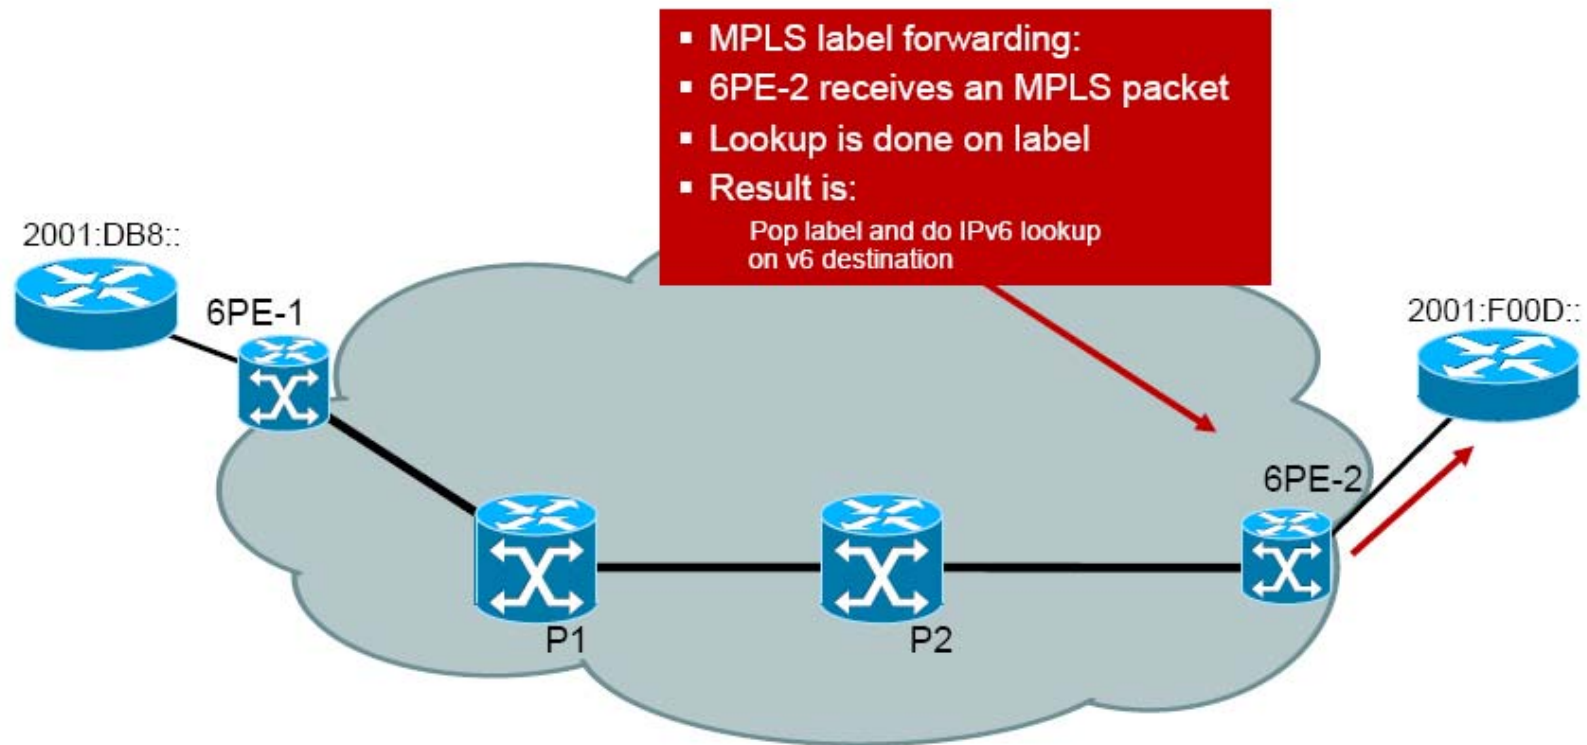 ▪ MPLS label forwarding:
▪ 6PE-2 receives an MPLS packet
▪ Lookup is done on label
▪ Result is:
Pop label and do IPv6 lookup
on v6 destination
2001:DB8::
6PE-1
2001:F00D::
6PE-2
P1
P2